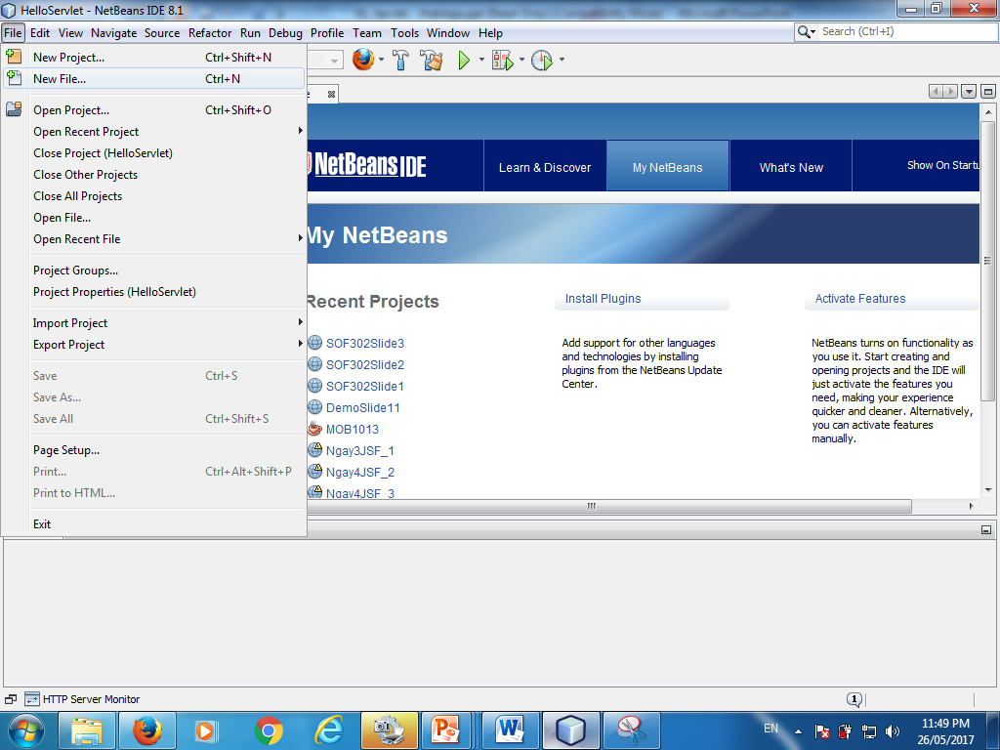 HelloServlet - NetBeans IDE 8.1
File Edit View Navigate Source Refactor Run Debug Profile Team Tools Window Help
Search (Ctrl+I)
New Project... Ctrl+Shift+N
New File... Ctrl+N
Open Project... Ctrl+Shift+O
Open Recent Project
Close Project (HelloServlet)
Close Other Projects
Close All Projects
Open File...
Open Recent File
Project Groups...
Project Properties (HelloServlet)
Import Project
Export Project
Save Ctrl+S
Save As...
Save All Ctrl+Shift+S
Page Setup...
Print... Ctrl+Alt+Shift+P
Print to HTML...
Exit
NetBeans IDE
Learn & Discover
My NetBeans
What's New
Show On Startu
My NetBeans
Recent Projects
SOF302Slide3
SOF302Slide2
SOF302Slide1
DemoSlide11
MOB1013
Ngay3JSF_1
Ngay4JSF_2
Ngay4JSF_3
Install Plugins
Add support for other languages
and technologies by installing
plugins from the NetBeans Update
Center.
Activate Features
NetBeans turns on functionality as
you use it. Start creating and
opening projects and the IDE will
just activate the features you
need, making your experience
quicker and cleaner. Alternatively,
you can activate features
manually.
HTTP Server Monitor
1
EN
11:49 PM
26/05/2017